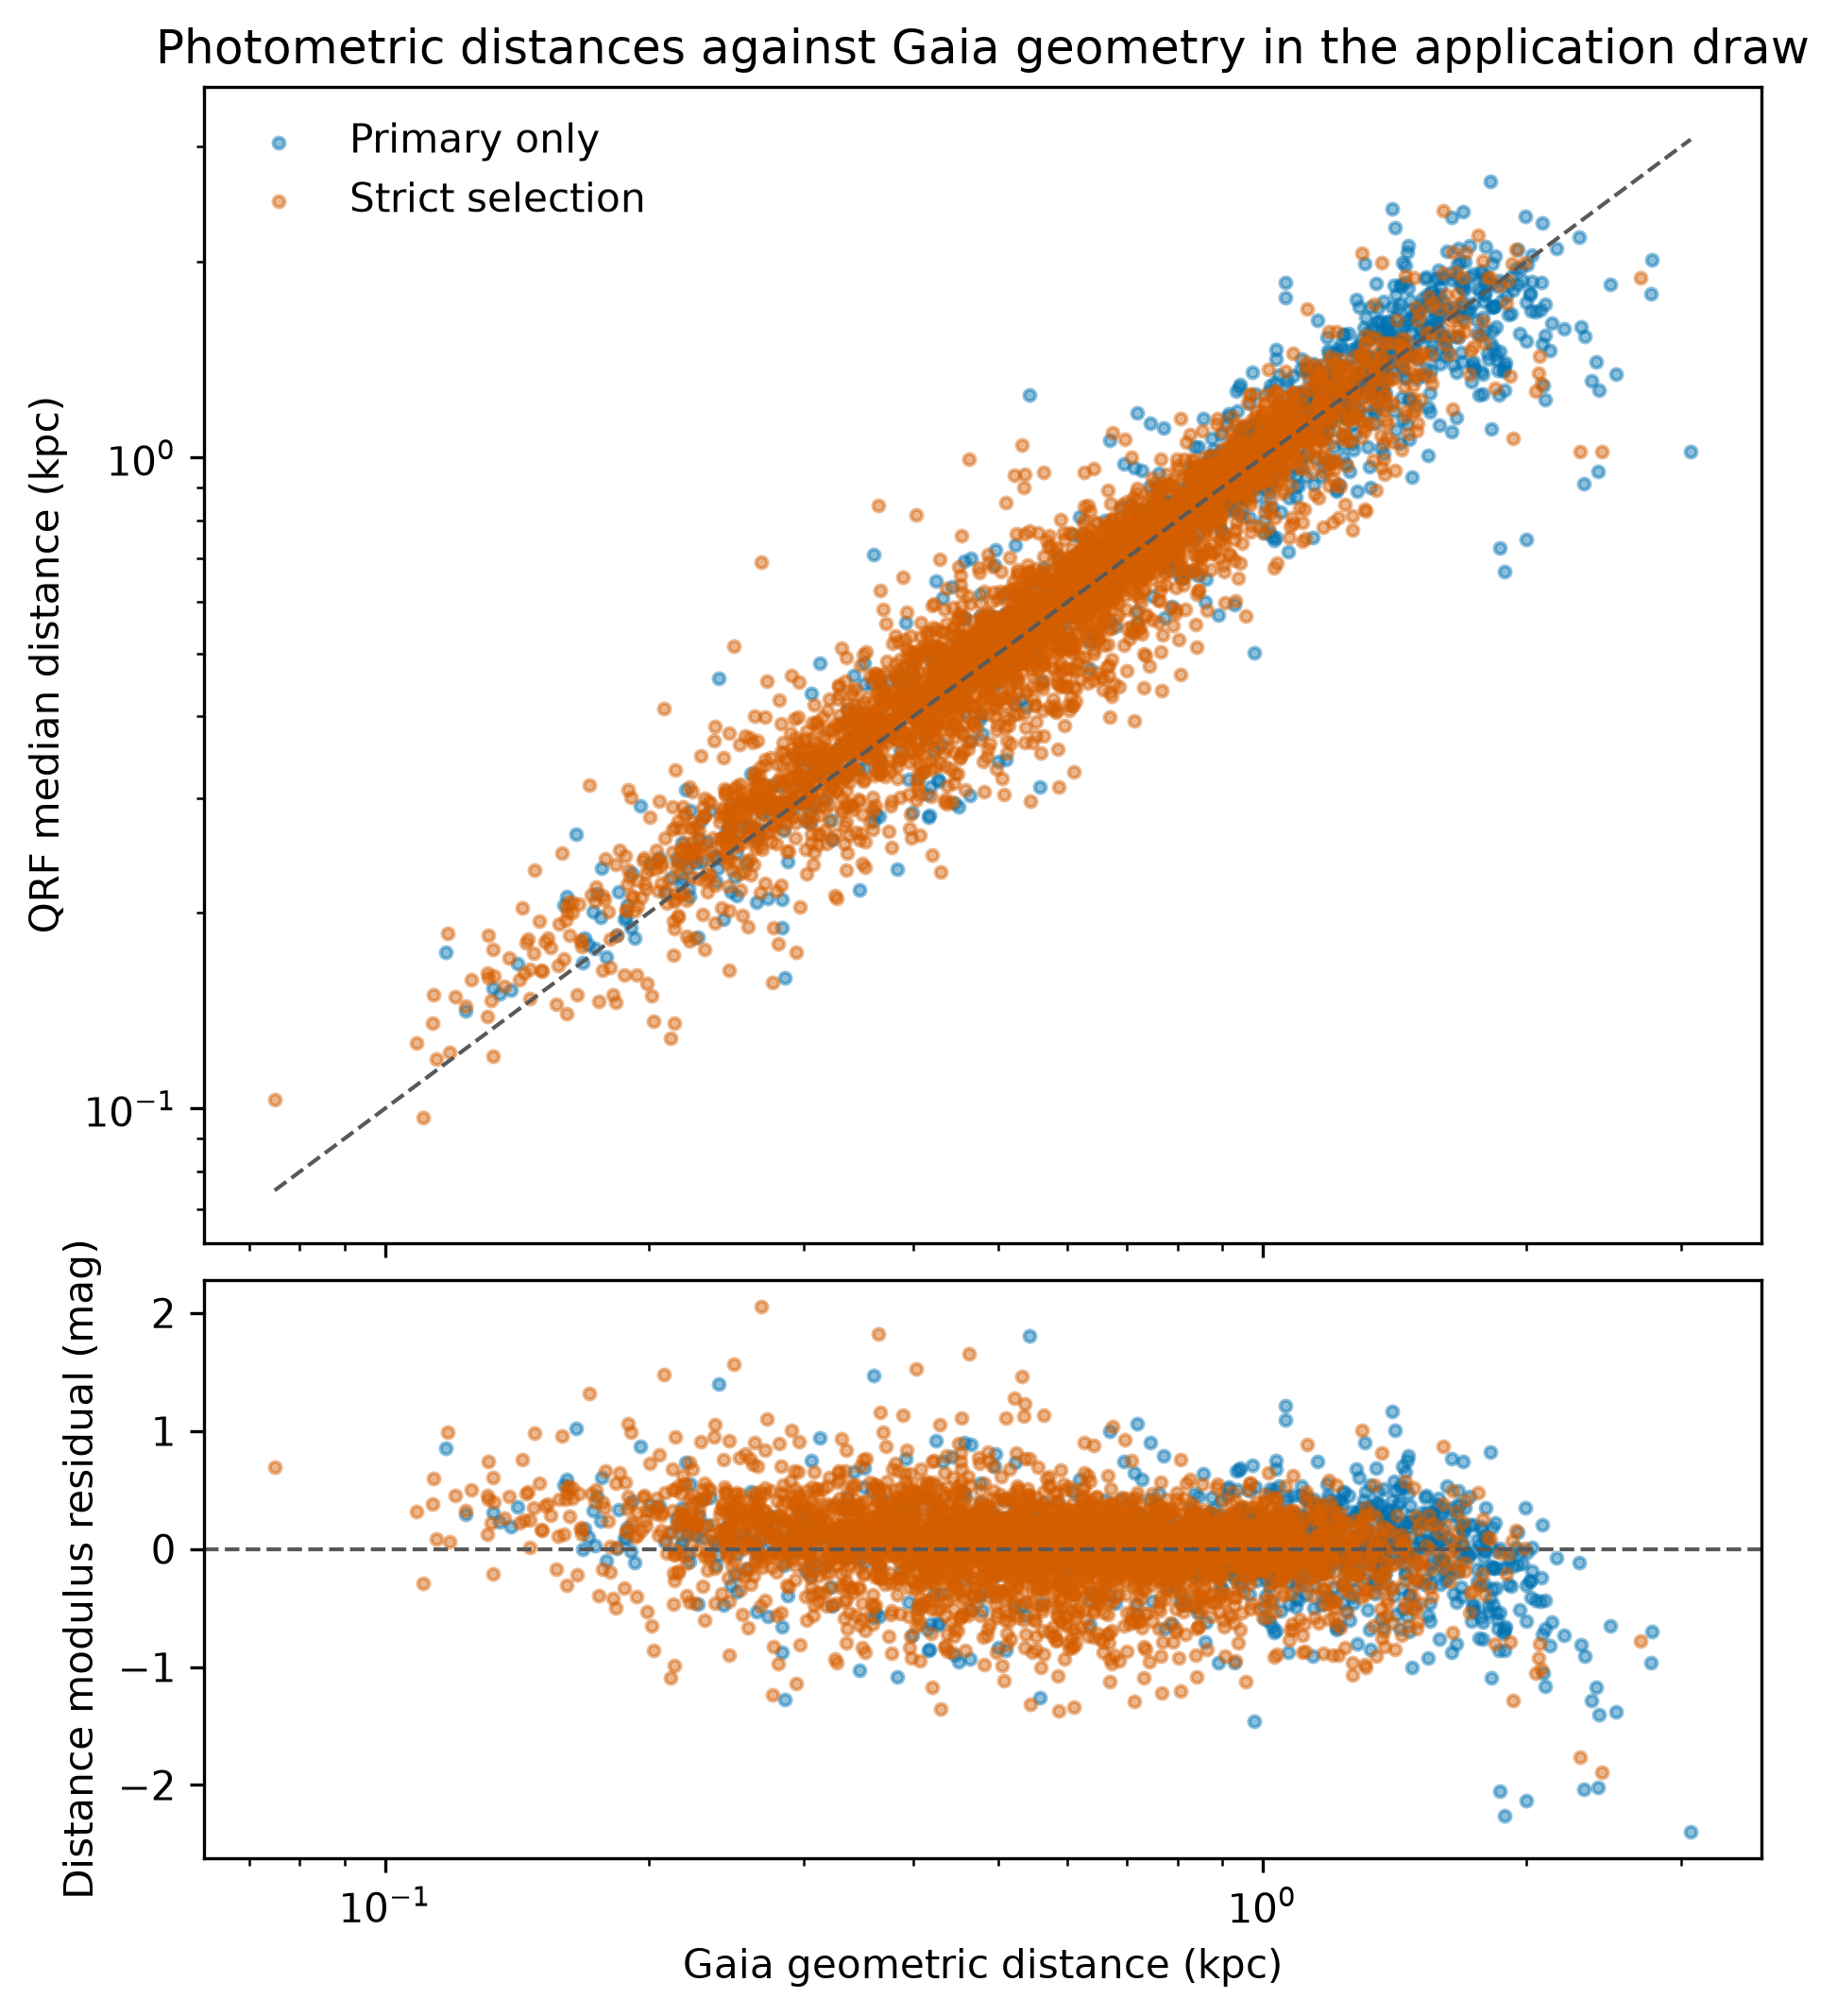 Photometric distances against Gaia geometry in the application draw
Primary only
Strict selection
QRF median distance (kpc)
10⁰
10⁻¹
Distance modulus residual (mag)
2
1
0
−1
−2
10⁻¹
10⁰
Gaia geometric distance (kpc)